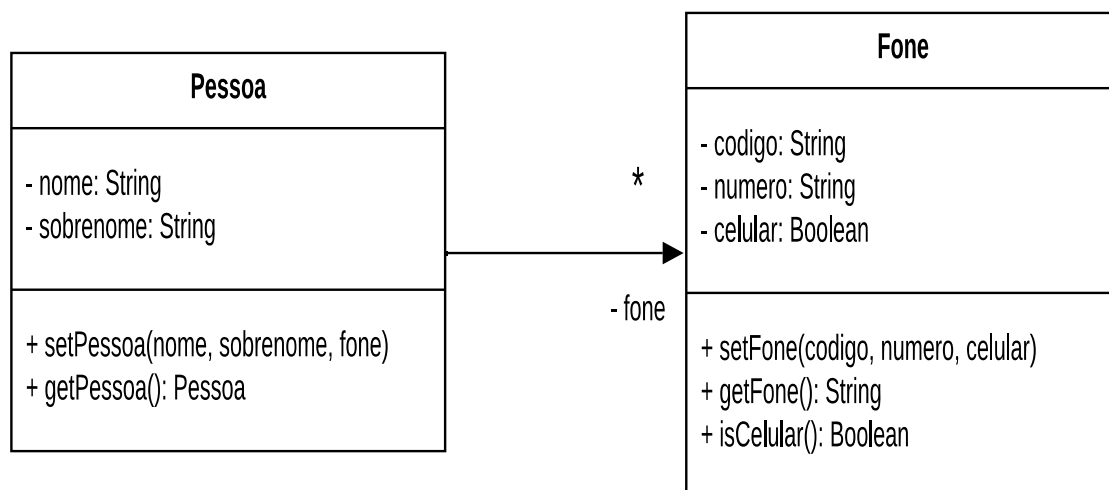 Pessoa
- nome: String
- sobrenome: String
+ setPessoa(nome, sobrenome, fone)
+ getPessoa(): Pessoa
*
- fone
Fone
- codigo: String
- numero: String
- celular: Boolean
+ setFone(codigo, numero, celular)
+ getFone(): String
+ isCelular(): Boolean